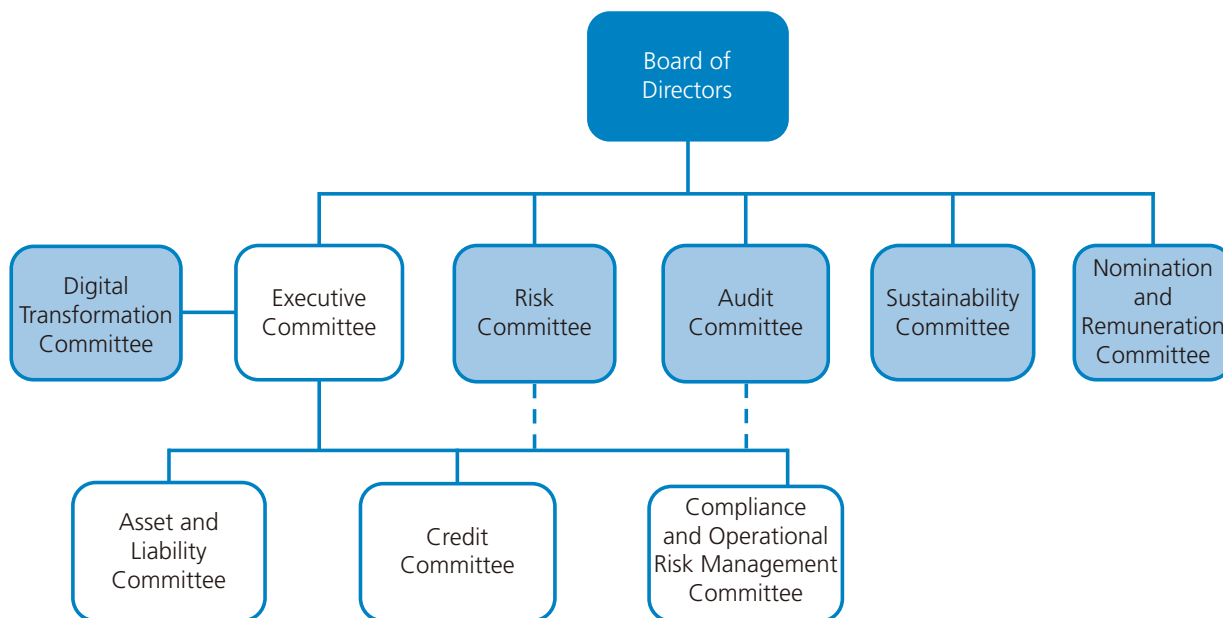 Board of
Directors
Digital
Transformation
Committee
Executive
Committee
Risk
Committee
Audit
Committee
Sustainability
Committee
Nomination
and
Remuneration
Committee
Asset and
Liability
Committee
Credit
Committee
Compliance
and Operational
Risk Management
Committee